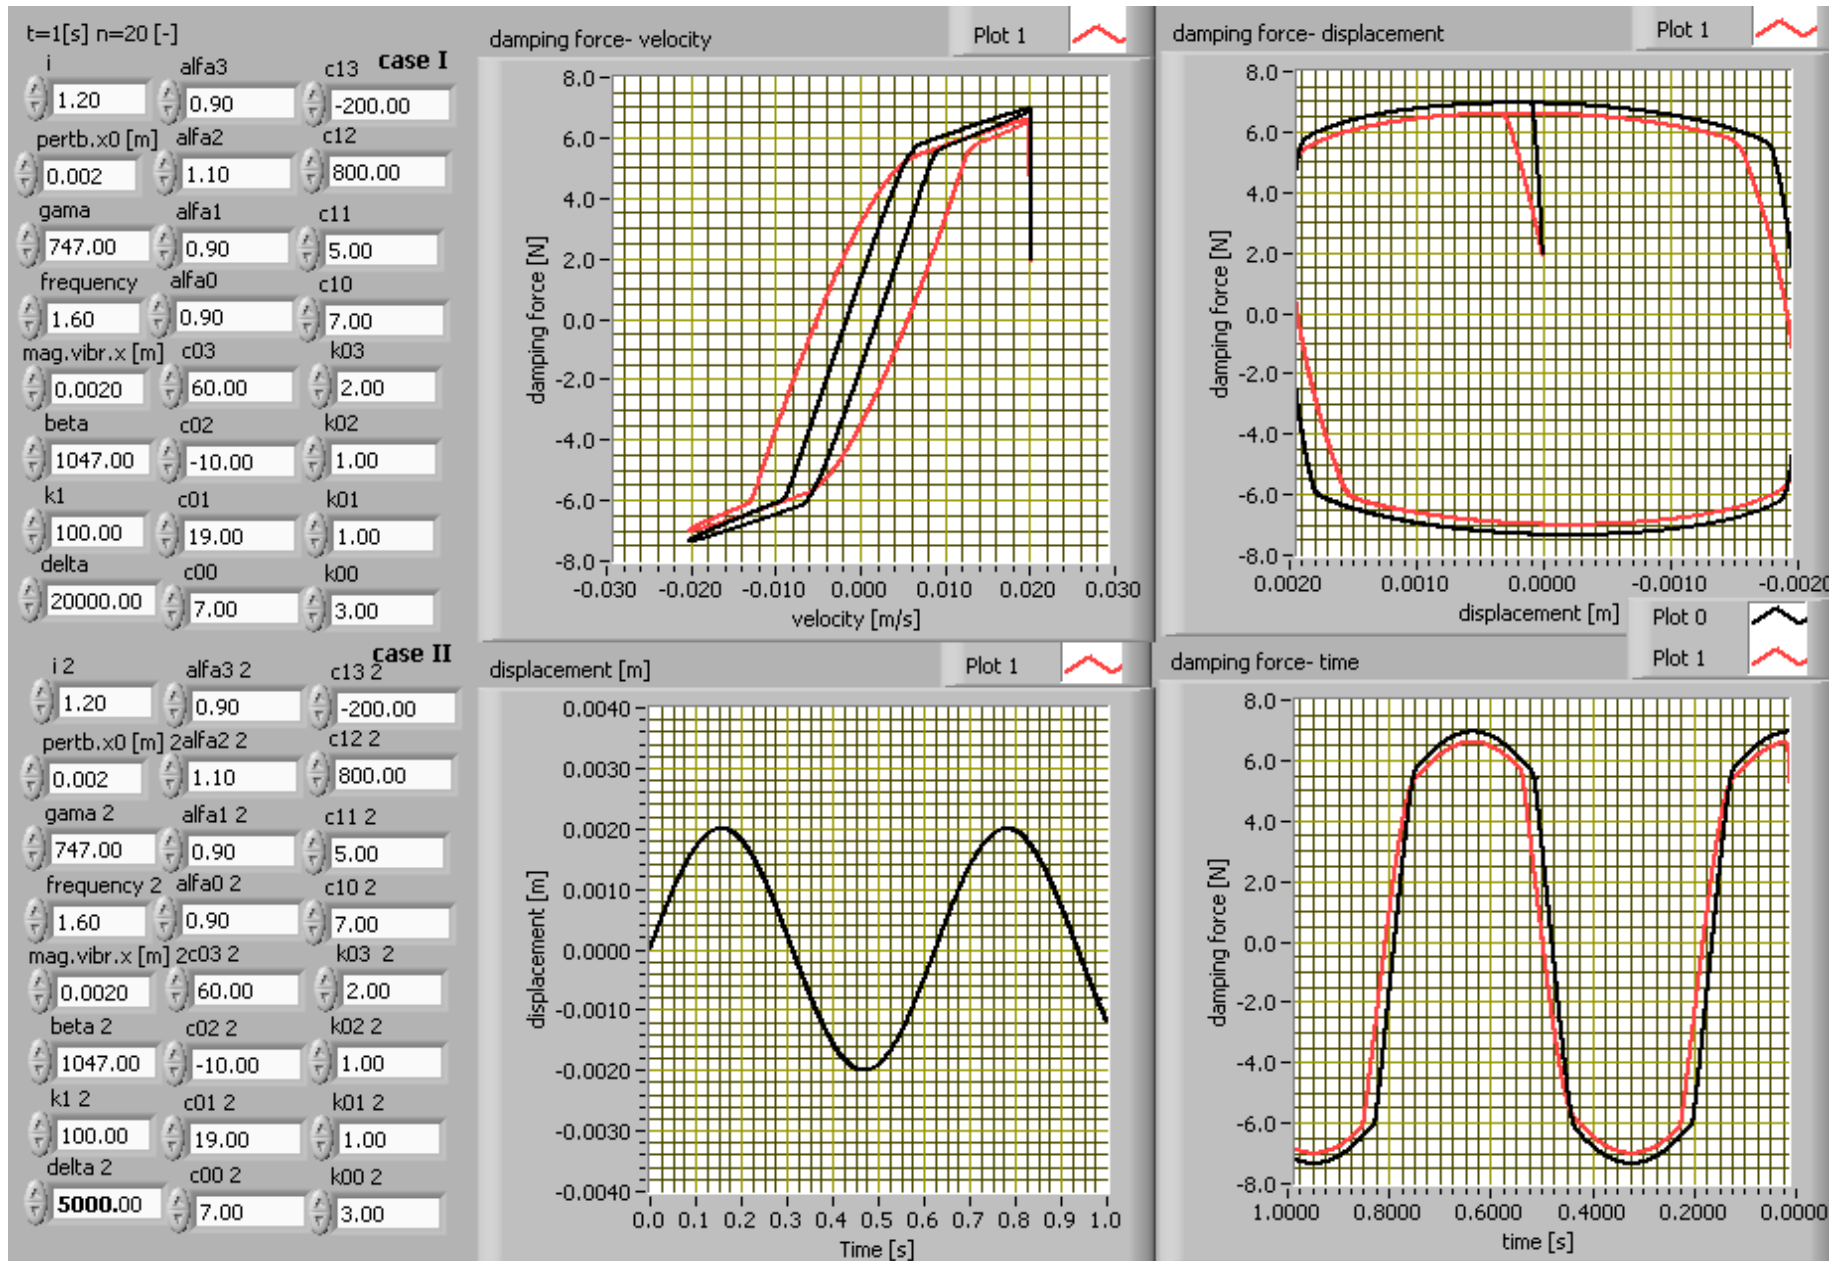 t=1[s] n=20 [-]
case I
i alfa3 c13
1.20 0.90 -200.00
pertb.x0 [m] alfa2 c12
0.002 1.10 800.00
gama alfa1 c11
747.00 0.90 5.00
frequency alfa0 c10
1.60 0.90 7.00
mag.vibr.x [m] c03 k03
0.0020 60.00 2.00
beta c02 k02
1047.00 -10.00 1.00
k1 c01 k01
100.00 19.00 1.00
delta c00 k00
20000.00 7.00 3.00
case II
i 2 alfa3 2 c13 2
1.20 0.90 -200.00
pertb.x0 [m] 2 alfa2 2 c12 2
0.002 1.10 800.00
gama 2 alfa1 2 c11 2
747.00 0.90 5.00
frequency 2 alfa0 2 c10 2
1.60 0.90 7.00
mag.vibr.x [m] 2 c03 2 k03 2
0.0020 60.00 2.00
beta 2 c02 2 k02 2
1047.00 -10.00 1.00
k1 2 c01 2 k01 2
100.00 19.00 1.00
delta 2 c00 2 k00 2
5000.00 7.00 3.00
damping force- velocity
Plot 1
8.0
6.0
4.0
2.0
0.0
-2.0
-4.0
-6.0
-8.0
damping force [N]
-0.030 -0.020 -0.010 0.000 0.010 0.020 0.030
velocity [m/s]
damping force- displacement
Plot 1
8.0
6.0
4.0
2.0
0.0
-2.0
-4.0
-6.0
-8.0
damping force [N]
0.0020 0.0010 0.00000 -0.0010 -0.0020
displacement [m]
displacement [m]
Plot 1
0.0040
0.0030
0.0020
0.0010
0.0000
-0.0010
-0.0020
-0.0030
-0.0040
displacement [m]
0.0 0.1 0.2 0.3 0.4 0.5 0.6 0.7 0.8 0.9 1.0
Time [s]
damping force- time
Plot 0
Plot 1
8.0
6.0
4.0
2.0
0.0
-2.0
-4.0
-6.0
-8.0
damping force [N]
1.0000 0.8000 0.6000 0.4000 0.2000 0.0000
time [s]